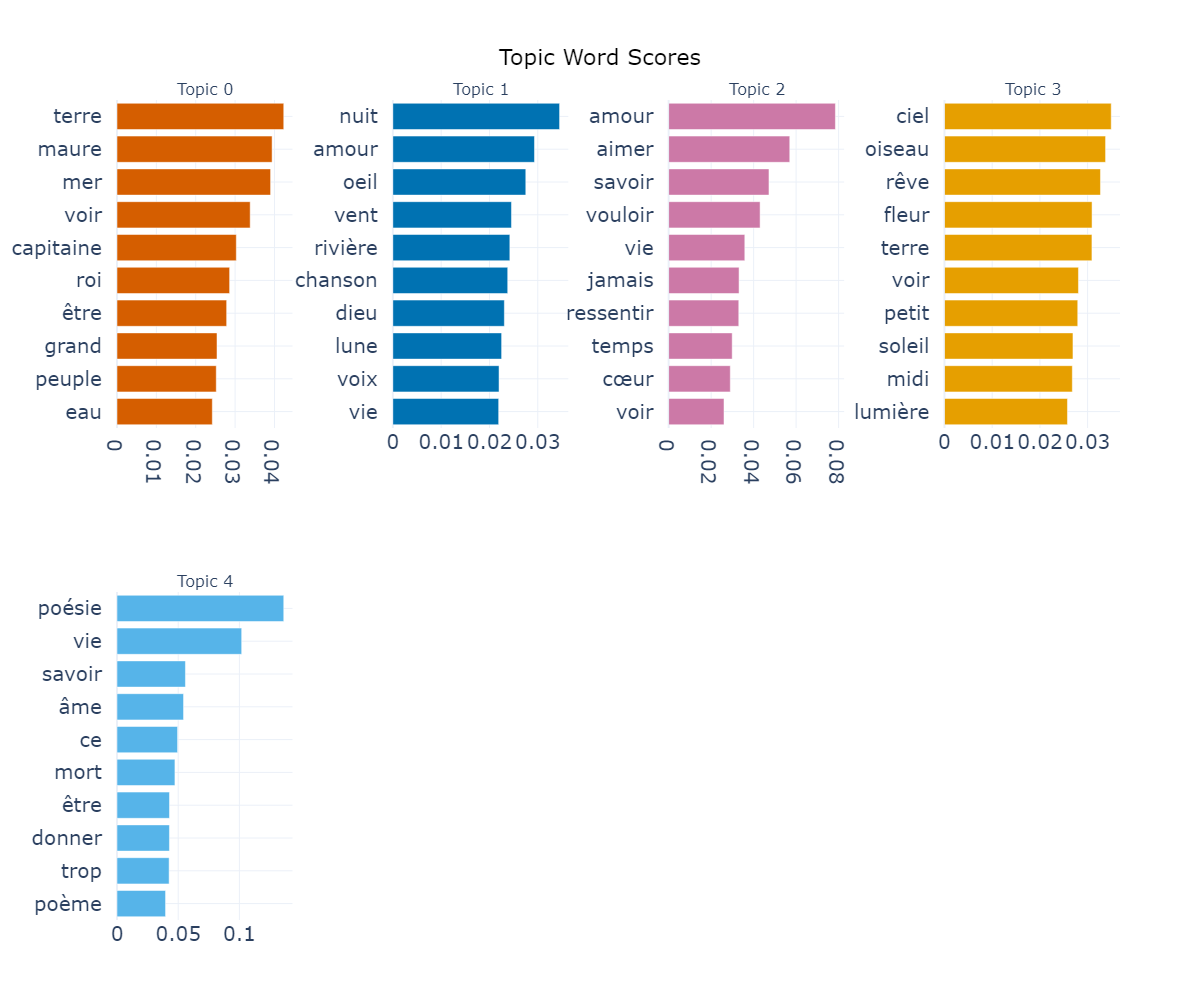 Topic Word Scores
Topic 0
terre
maure
mer
voir
capitaine
roi
être
grand
peuple
eau
0 0.01 0.02 0.03 0.04
Topic 1
nuit
amour
oeil
vent
rivière
chanson
dieu
lune
voix
vie
0 0.01 0.02 0.03
Topic 2
amour
aimer
savoir
vouloir
vie
jamais
ressentir
temps
cœur
voir
0 0.02 0.04 0.06 0.08
Topic 3
ciel
oiseau
rêve
fleur
terre
voir
petit
soleil
midi
lumière
0 0.01 0.02 0.03
Topic 4
poésie
vie
savoir
âme
ce
mort
être
donner
trop
poème
0 0.05 0.1